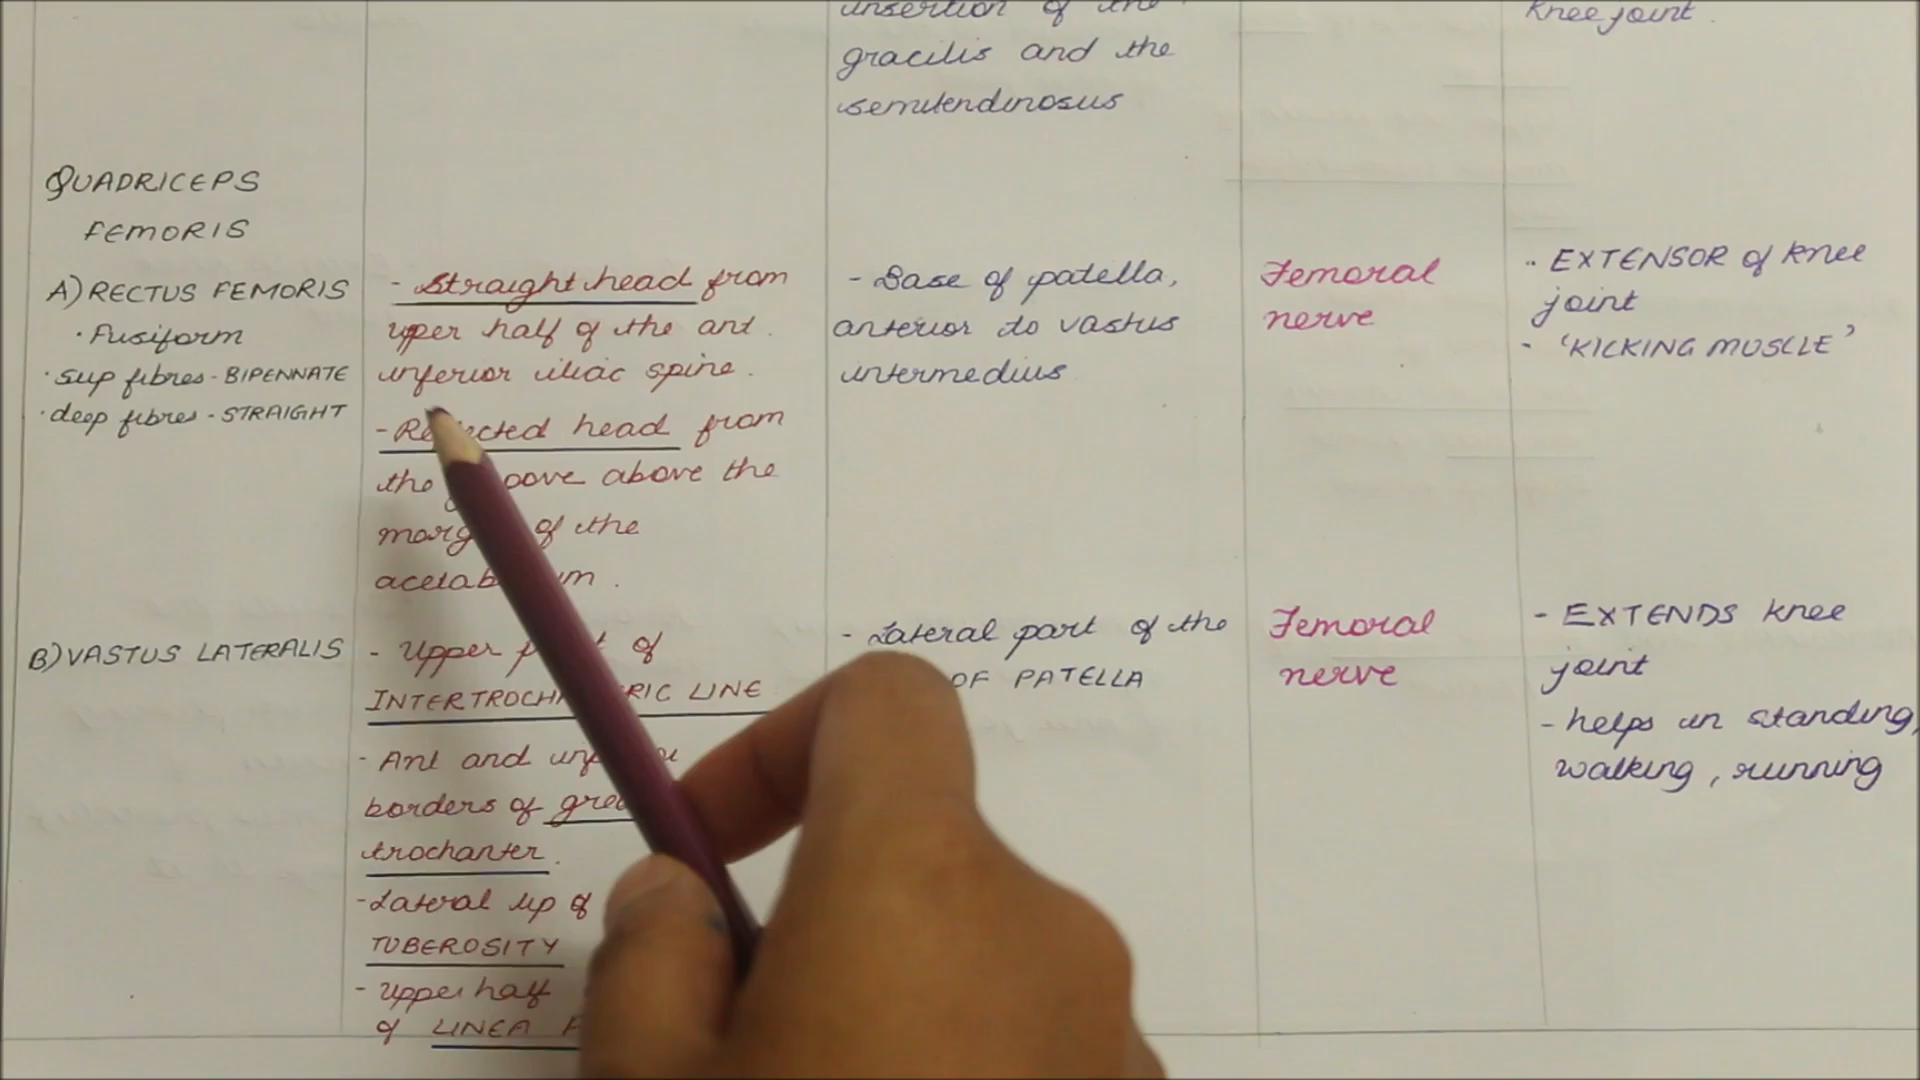 insertion of the
gracilis and the
semitendinosus
Knee joint.
QUADRICEPS
FEMORIS
A) RECTUS FEMORIS
· Fusiform
· sup fibres - BIPENNATE
· deep fibres - STRAIGHT
- Straight head from
upper half of the ant.
inferior iliac spine.
- head from
the above the
of the
.
- Base of patella,
anterior to vastus
intermedius
Femoral
nerve
- EXTENSOR of knee
joint
- 'KICKING MUSCLE'
B) VASTUS LATERALIS
- Upper of
LINE
- Ant and
borders of
trochanter.
- Lateral lip of
TUBEROSITY
- Upper half
of LINEA
- Lateral part of the
OF PATELLA
Femoral
nerve
- EXTENDS knee
joint
- helps in standing,
walking, running